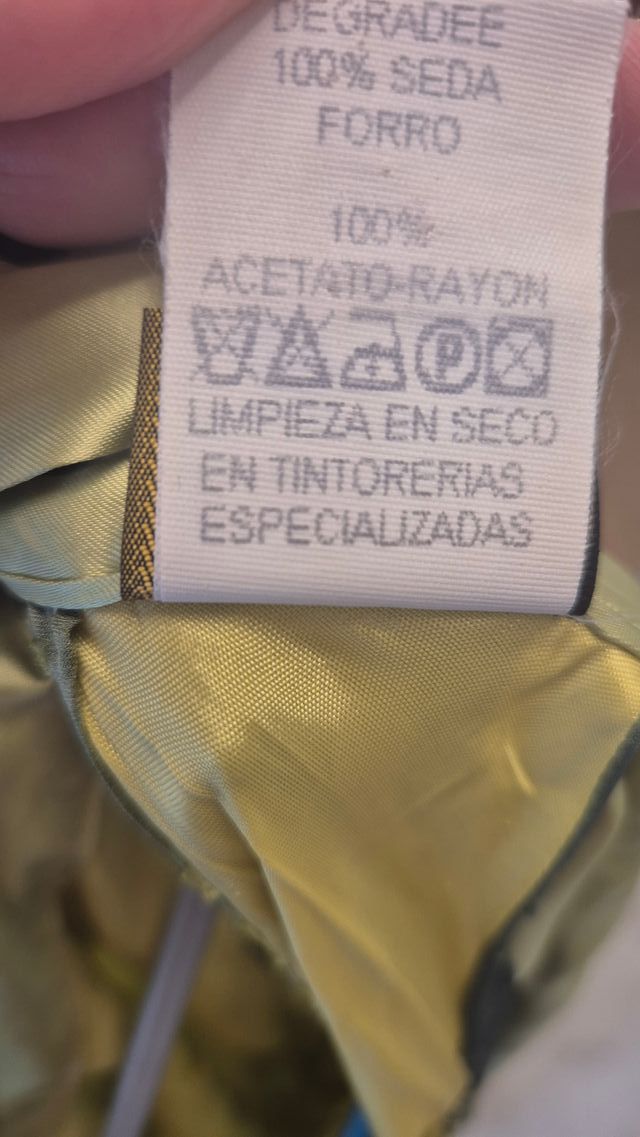 DEGRADEE
100% SEDA
FORRO
100%
ACETATO-RAYON
P
LIMPIEZA EN SECO
EN TINTORERIAS
ESPECIALIZADAS